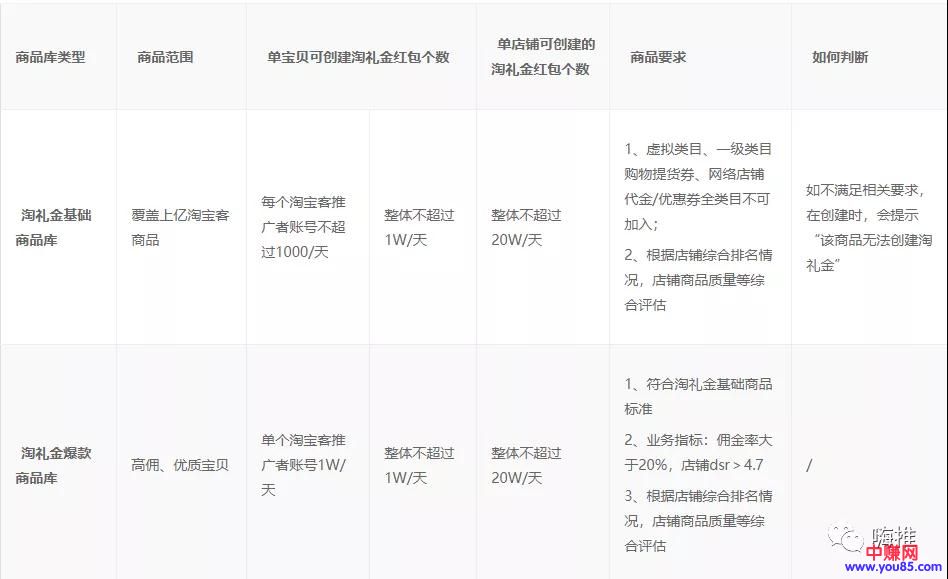 商品库类型
商品范围
单宝贝可创建淘礼金红包个数
单店铺可创建的
淘礼金红包个数
商品要求
如何判断
淘礼金基础
商品库
覆盖上亿淘宝客
商品
每个淘宝客推
广者账号不超
过1000/天
整体不超过
1W/天
整体不超过
20W/天
1、虚拟类目、一级类目
购物提货券、网络店铺
代金/优惠券全类目不可
加入；
2、根据店铺综合排名情
况，店铺商品质量等综
合评估
如不满足相关要求，
在创建时，会提示
“该商品无法创建淘
礼金”
淘礼金爆款
商品库
高佣、优质宝贝
单个淘宝客推
广者账号1W/
天
整体不超过
1W/天
整体不超过
20W/天
1、符合淘礼金基础商品
标准
2、业务指标：佣金率大
于20%，店铺dsr＞4.7
3、根据店铺综合排名情
况，店铺商品质量等综
合评估
/
嗨推
中赚网
www.you85.com